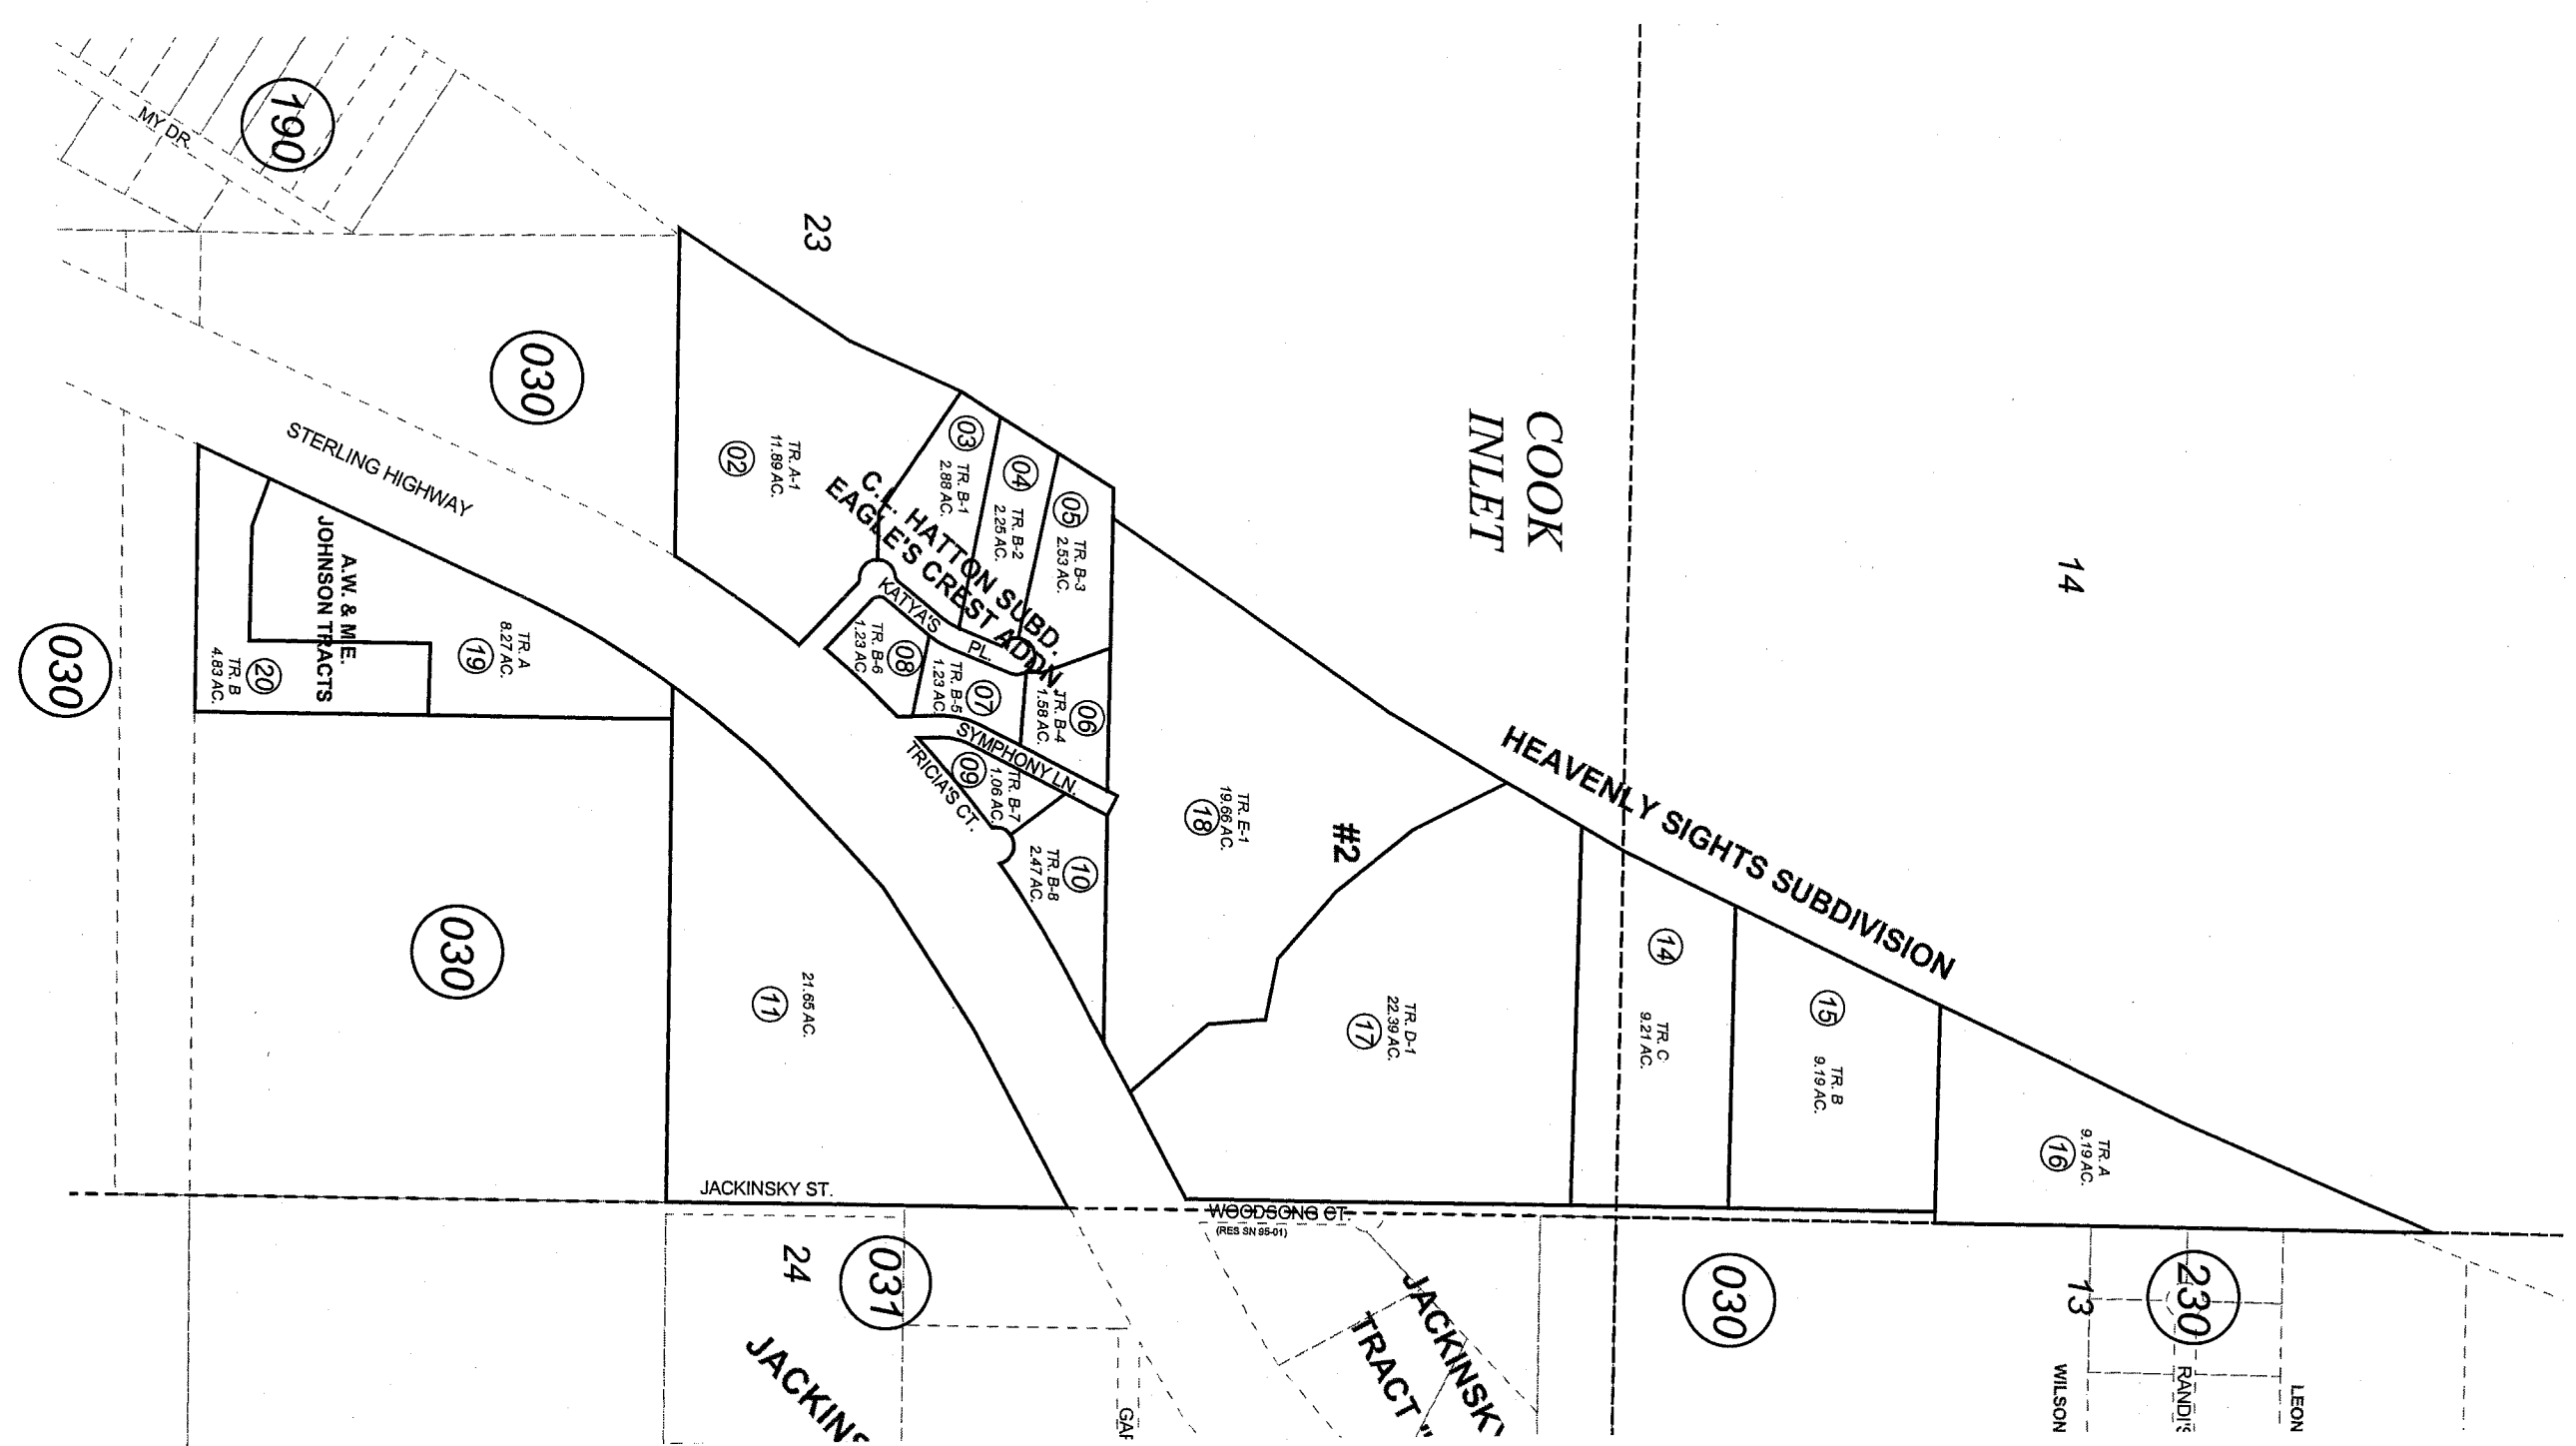 190
MY DR.
23
030
STERLING HIGHWAY
COOK
INLET
14
02
TR. A-1
11.89 AC.
03
TR. B-1
2.88 AC.
04
TR. B-2
2.25 AC.
05
TR. B-3
2.53 AC.
HATTON SUBD.
EAGLE'S CREST ADDN
KATYA'S PL.
A.W. & M.E.
JOHNSON TRACTS
TR. A
8.27 AC.
19
20
TR. B
4.83 AC.
030
08
TR. B-6
1.23 AC.
07
TR. B-5
1.23 AC.
06
TR. B-4
1.58 AC.
SYMPHONY LN.
TRICIA'S CT.
09
TR. B-7
1.06 AC.
10
TR. B-8
2.47 AC.
TR. E-1
19.66 AC.
18
#2
HEAVENLY SIGHTS SUBDIVISION
030
21.65 AC.
11
TR. D-1
22.39 AC.
17
14
TR. C
9.21 AC.
15
TR. B
9.19 AC.
TR. A
9.19 AC.
16
JACKINSKY ST.
WOODSONG CT.
(RES SN 95-01)
24
031
JACKINS
JACKINSKY
TRACT "
GAR
030
13
230
WILSON
RANDI'S
LEON